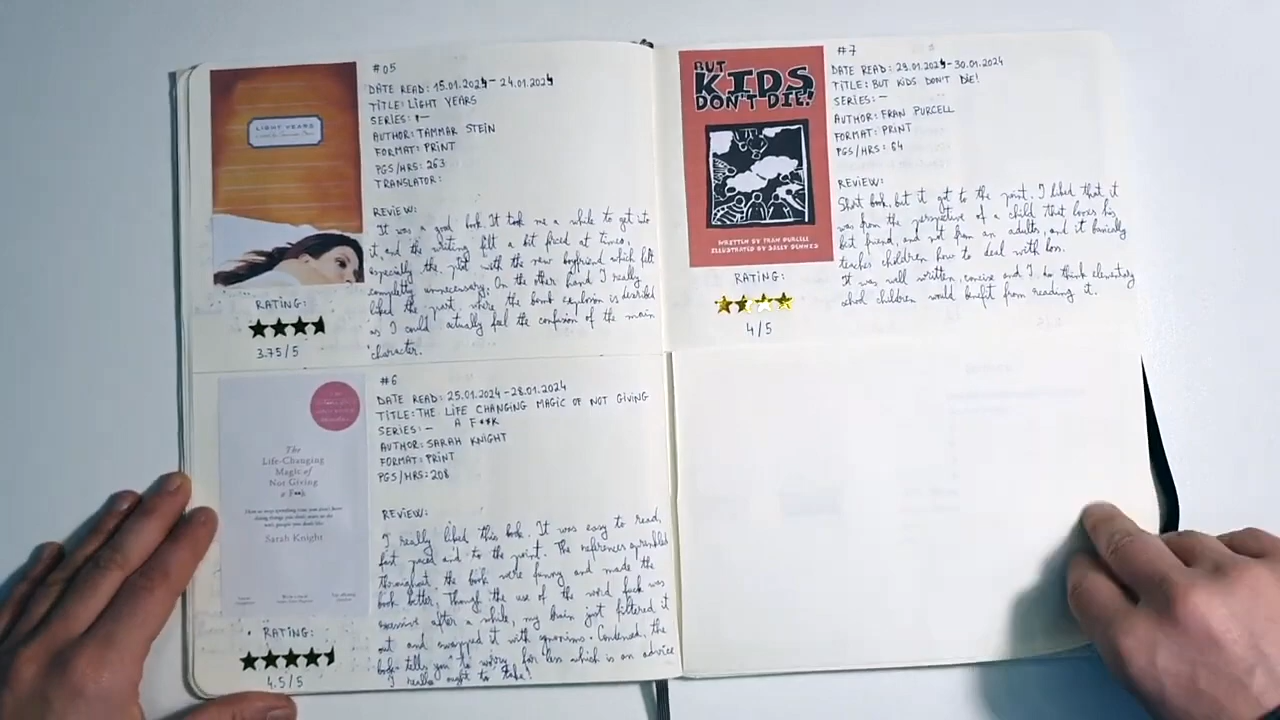 LIGHT YEARS
RATING:
3.75/5
#05
DATE READ: 15.01.2024 - 24.01.2024
TITLE: LIGHT YEARS
SERIES: -
AUTHOR: TAMMAR STEIN
FORMAT: PRINT
PGS/HRS: 263
TRANSLATOR:
REVIEW:
It was a good book. It took me a while to get into
it and the writing felt a bit forced at times,
especially the plot with the new boyfriend which felt
completely unnecessary. On the other hand I really
liked the part where the bomb explosion is
as I could actually feel the confusion of the main
character.
The
Life-Changing
Magic of
Not Giving
a F**k
Sarah Knight
RATING:
4.5/5
#6
DATE READ: 25.01.2024 - 28.01.2024
TITLE: THE LIFE CHANGING MAGIC OF NOT GIVING
A F**K
SERIES: -
AUTHOR: SARAH KNIGHT
FORMAT: PRINT
PGS/HRS: 208
REVIEW:
I really liked this book. It was easy to read,
fast paced and to the point. The references sprinkled
throughout the book were funny and made the
book better. Though the use of the word fuck was
excessive after a while, my brain just filtered it
out and swapped it with synonims. Condensed, the
book tells you to worry far less which is an advice
I really ought to take!
BUT
KIDS
DON'T DIE!
WRITTEN BY FRAN PURCELL
ILLUSTRATED BY SALLY
RATING:
4/5
#7
DATE READ: 29.01.2024 - 30.01.2024
TITLE: BUT KIDS DON'T DIE!
SERIES: -
AUTHOR: FRAN PURCELL
FORMAT: PRINT
PGS/HRS: 64
REVIEW:
Short book, but it got to the point. I liked that it
was from the perspective of a child that loses his
best friend, and not from an adults, and it basically
teaches children how to deal with loss.
It was well written, concise and I do think elementary
school children would benefit from reading it.